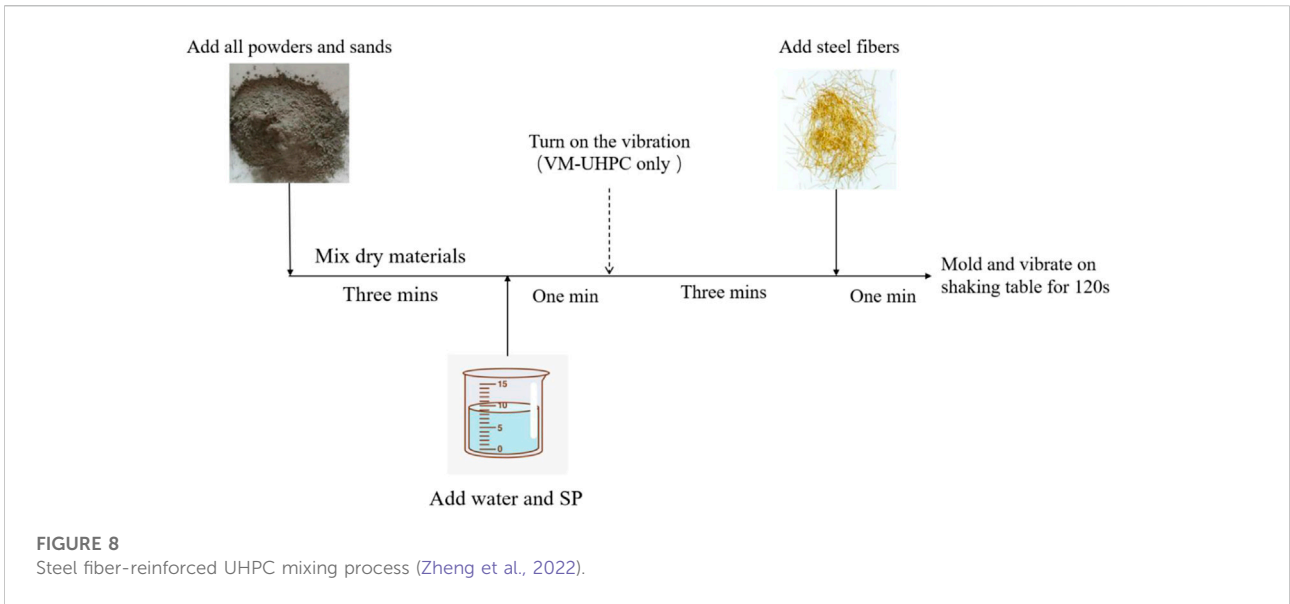 Add all powders and sands
Add steel fibers
Turn on the vibration
（VM-UHPC only ）
Mix dry materials
Three mins
One min
Three mins
One min
Mold and vibrate on
shaking table for 120s
15
10
5
0
Add water and SP
FIGURE 8
Steel fiber-reinforced UHPC mixing process (Zheng et al., 2022).